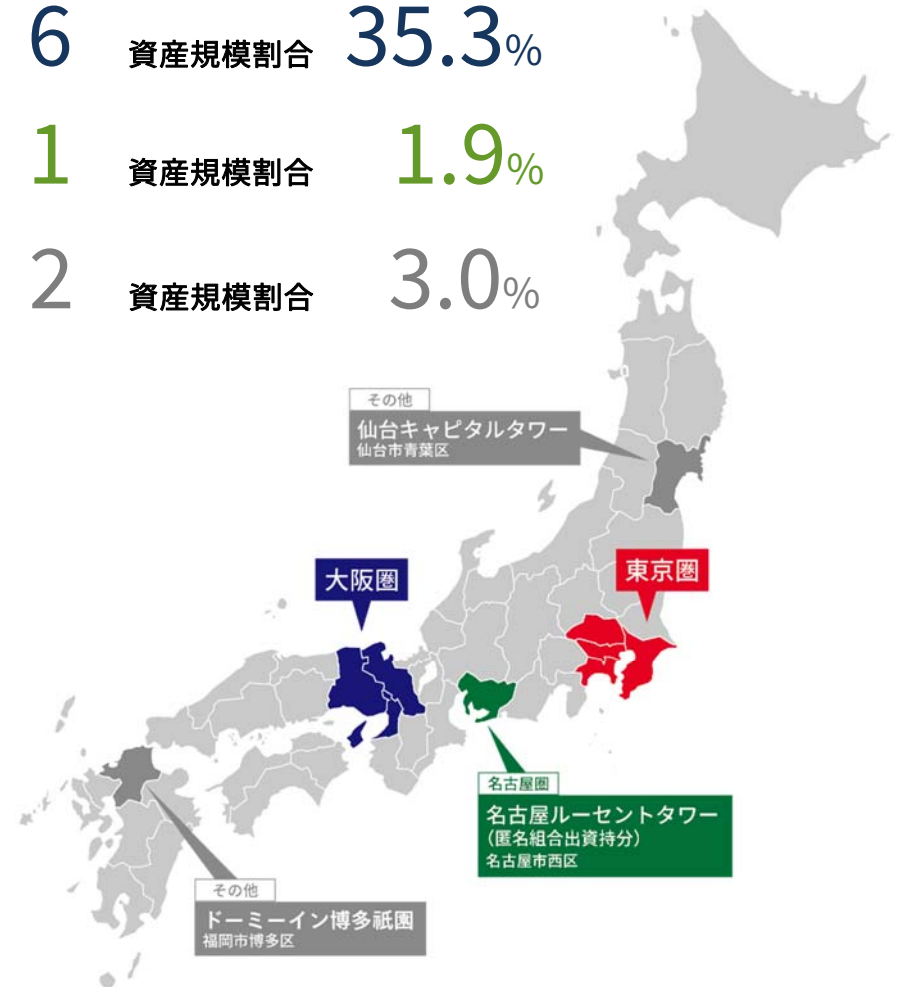 6 資産規模割合 35.3%
1 資産規模割合 1.9%
2 資産規模割合 3.0%
その他
仙台キャピタルタワー
仙台市青葉区
大阪圏
東京圏
名古屋圏
名古屋ルーセントタワー
（匿名組合出資持分）
名古屋市西区
その他
ドーミーイン博多祇園
福岡市博多区